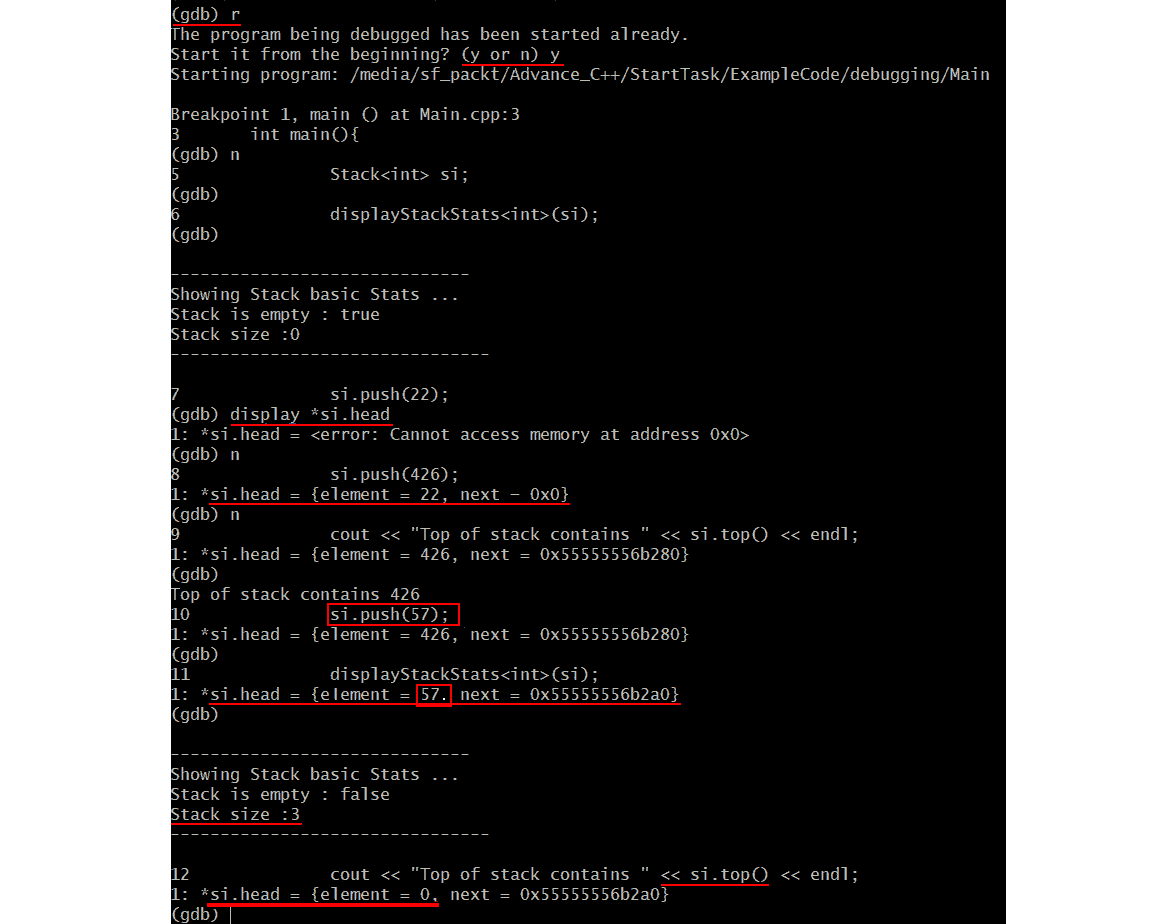 (gdb) r
The program being debugged has been started already.
Start it from the beginning? (y or n) y
Starting program: /media/sf_packt/Advance_C++/StartTask/ExampleCode/debugging/Main
Breakpoint 1, main () at Main.cpp:3
3 int main(){
(gdb) n
5 Stack<int> si;
(gdb)
6 displayStackStats<int>(si);
(gdb)
------------------------------
Showing Stack basic Stats ...
Stack is empty : true
Stack size :0
--------------------------------
7 si.push(22);
(gdb) display *si.head
1: *si.head = <error: Cannot access memory at address 0x0>
(gdb) n
8 si.push(426);
1: *si.head = {element = 22, next = 0x0}
(gdb) n
9 cout << "Top of stack contains " << si.top() << endl;
1: *si.head = {element = 426, next = 0x55555556b280}
(gdb)
Top of stack contains 426
10 si.push(57);
1: *si.head = {element = 426, next = 0x55555556b280}
(gdb)
11 displayStackStats<int>(si);
1: *si.head = {element = 57, next = 0x55555556b2a0}
(gdb)
------------------------------
Showing Stack basic Stats ...
Stack is empty : false
Stack size :3
--------------------------------
12 cout << "Top of stack contains " << si.top() << endl;
1: *si.head = {element = 0, next = 0x55555556b2a0}
(gdb)